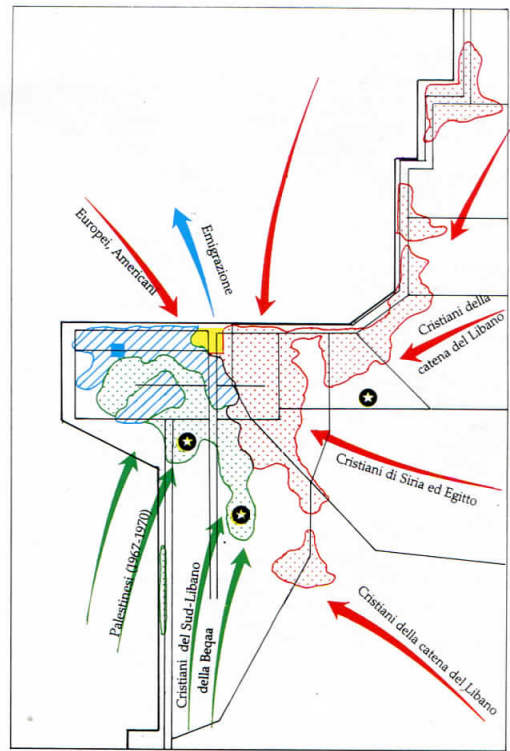 Europei, Americani
Emigrazione
Cristiani della
catena del Libano
Cristiani di Siria ed Egitto
Palestinesi (1967-1970)
Cristiani del Sud-Libano
della Beqaa
Cristiani della catena del Libano